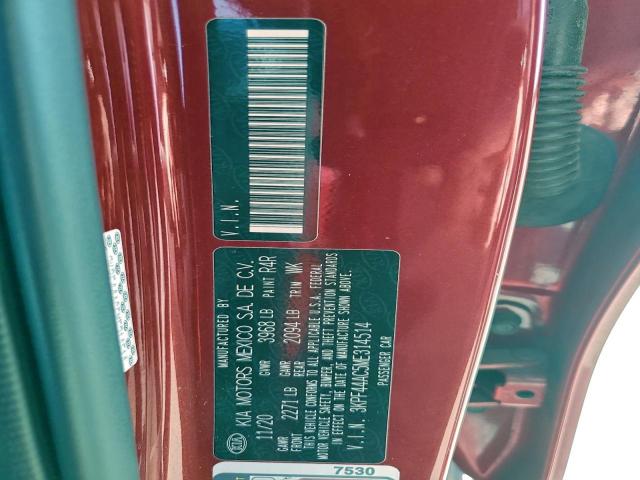 V.I.N.
MANUFACTURED BY
KIA KIA MOTORS MEXICO S.A. DE C.V.
11/20 GVWR 3968 LB PAINT R4R
GAWR FRONT 2271 LB GAWR REAR 2094 LB TRIM WK
THIS VEHICLE CONFORMS TO ALL APPLICABLE U.S.A. FEDERAL
MOTOR VEHICLE SAFETY, BUMPER, AND THEFT PREVENTION STANDARDS
IN EFFECT ON THE DATE OF MANUFACTURE SHOWN ABOVE.
V.I.N. 3KPF44AC5ME314514
PASSENGER CAR
7530